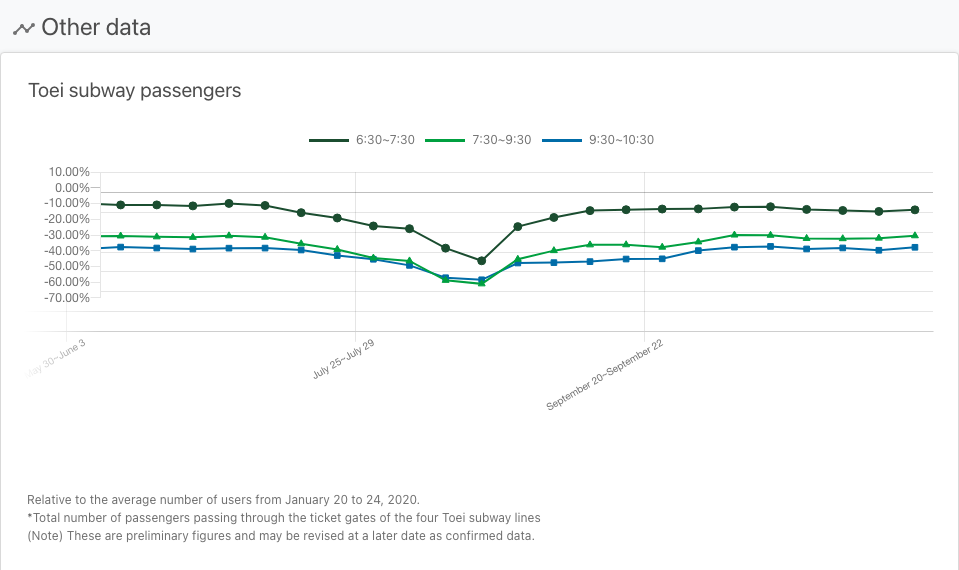 Other data
Toei subway passengers
6:30~7:30 7:30~9:30 9:30~10:30
10.00%
0.00%
-10.00%
-20.00%
-30.00%
-40.00%
-50.00%
-60.00%
-70.00%
30~June 3
July 25~July 29
September 20~September 22
Relative to the average number of users from January 20 to 24, 2020.
*Total number of passengers passing through the ticket gates of the four Toei subway lines
(Note) These are preliminary figures and may be revised at a later date as confirmed data.